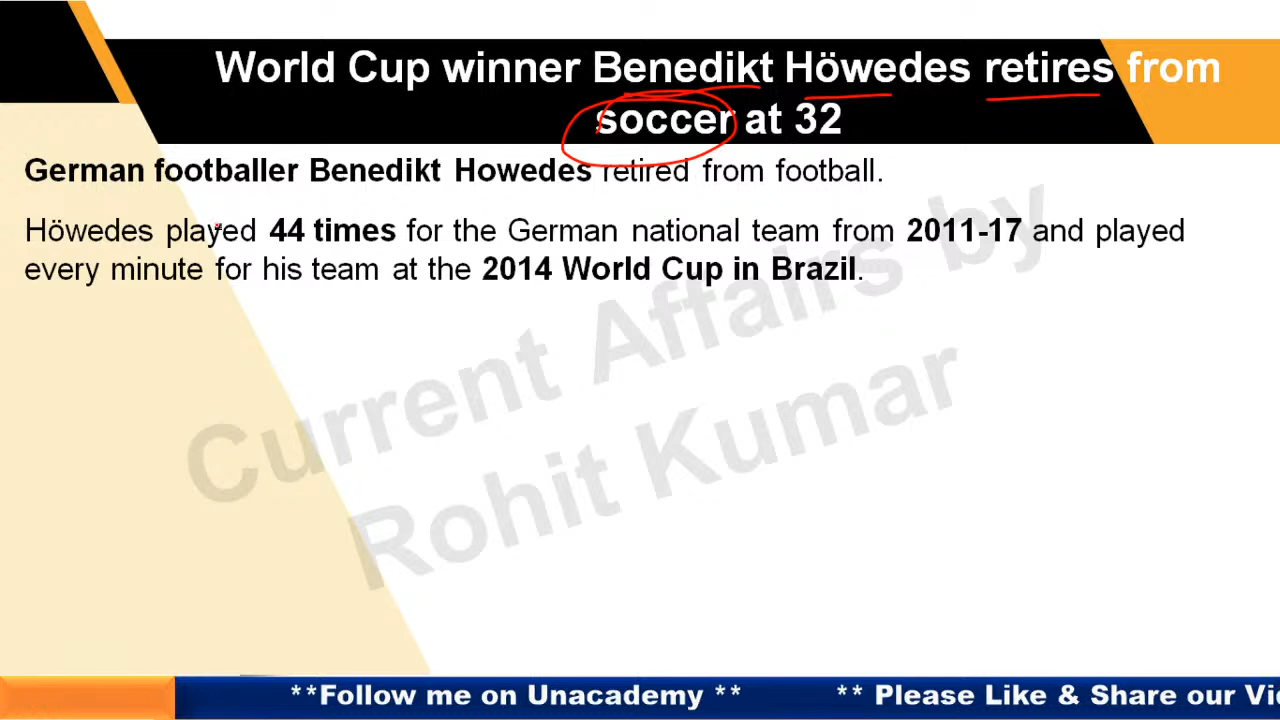 World Cup winner Benedikt Höwedes retires from
soccer at 32
German footballer Benedikt Howedes retired from football.
Höwedes played 44 times for the German national team from 2011-17 and played
every minute for his team at the 2014 World Cup in Brazil.
Current Affairs by
Rohit Kumar
**Follow me on Unacademy ** ** Please Like & Share our Vi